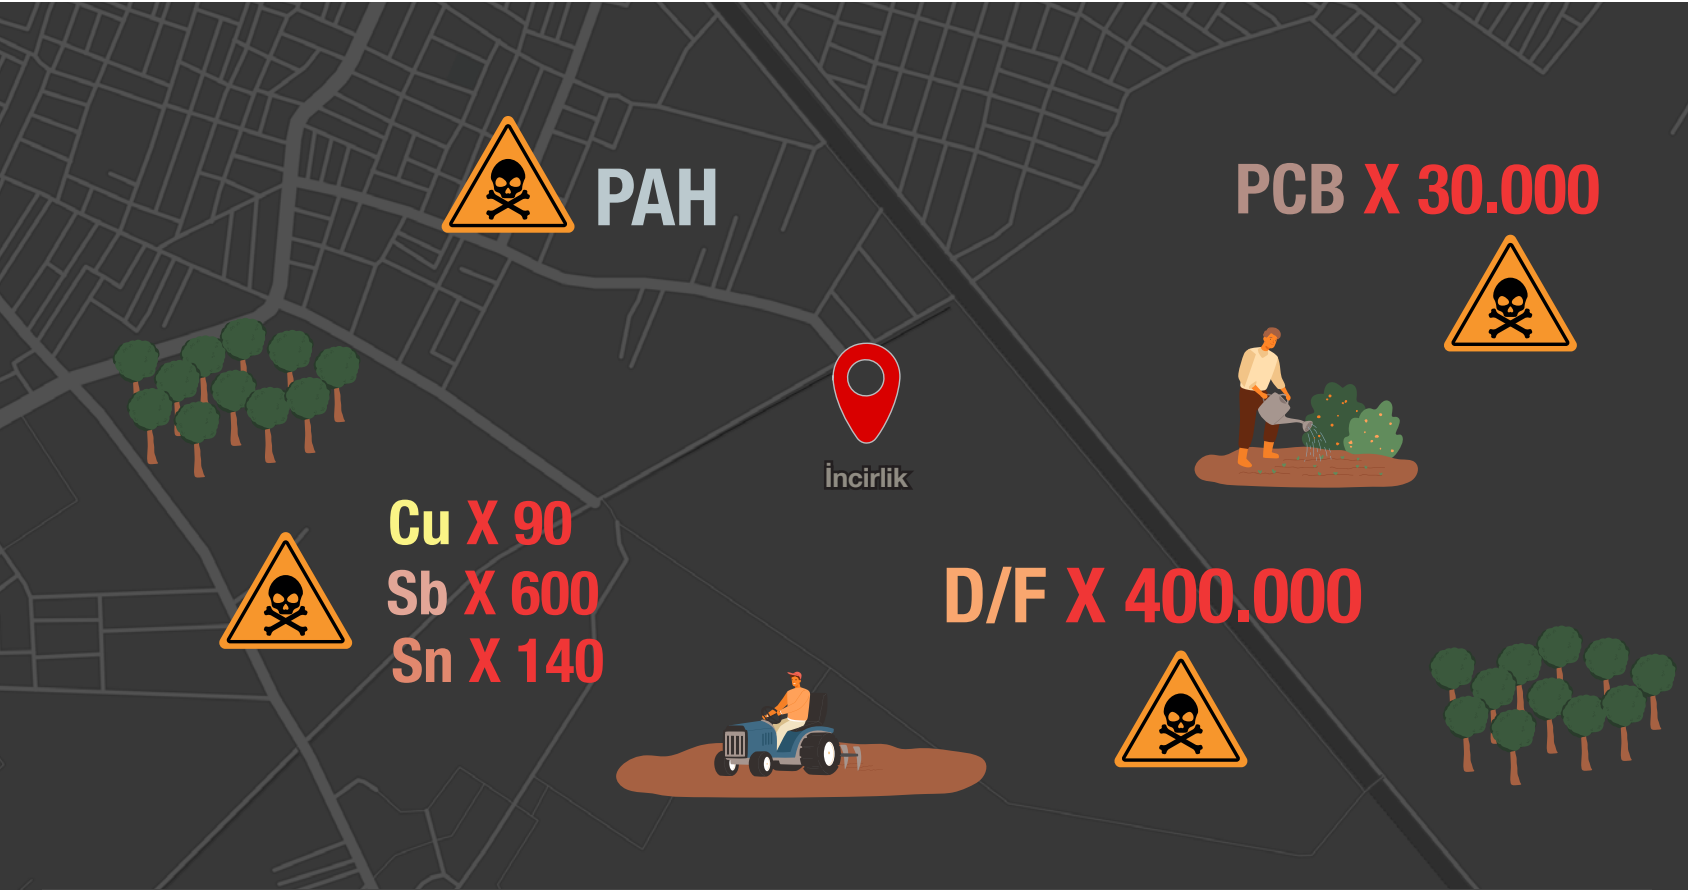 PAH
PCB X 30.000
İncirlik
Cu X 90
Sb X 600
Sn X 140
D/F X 400.000